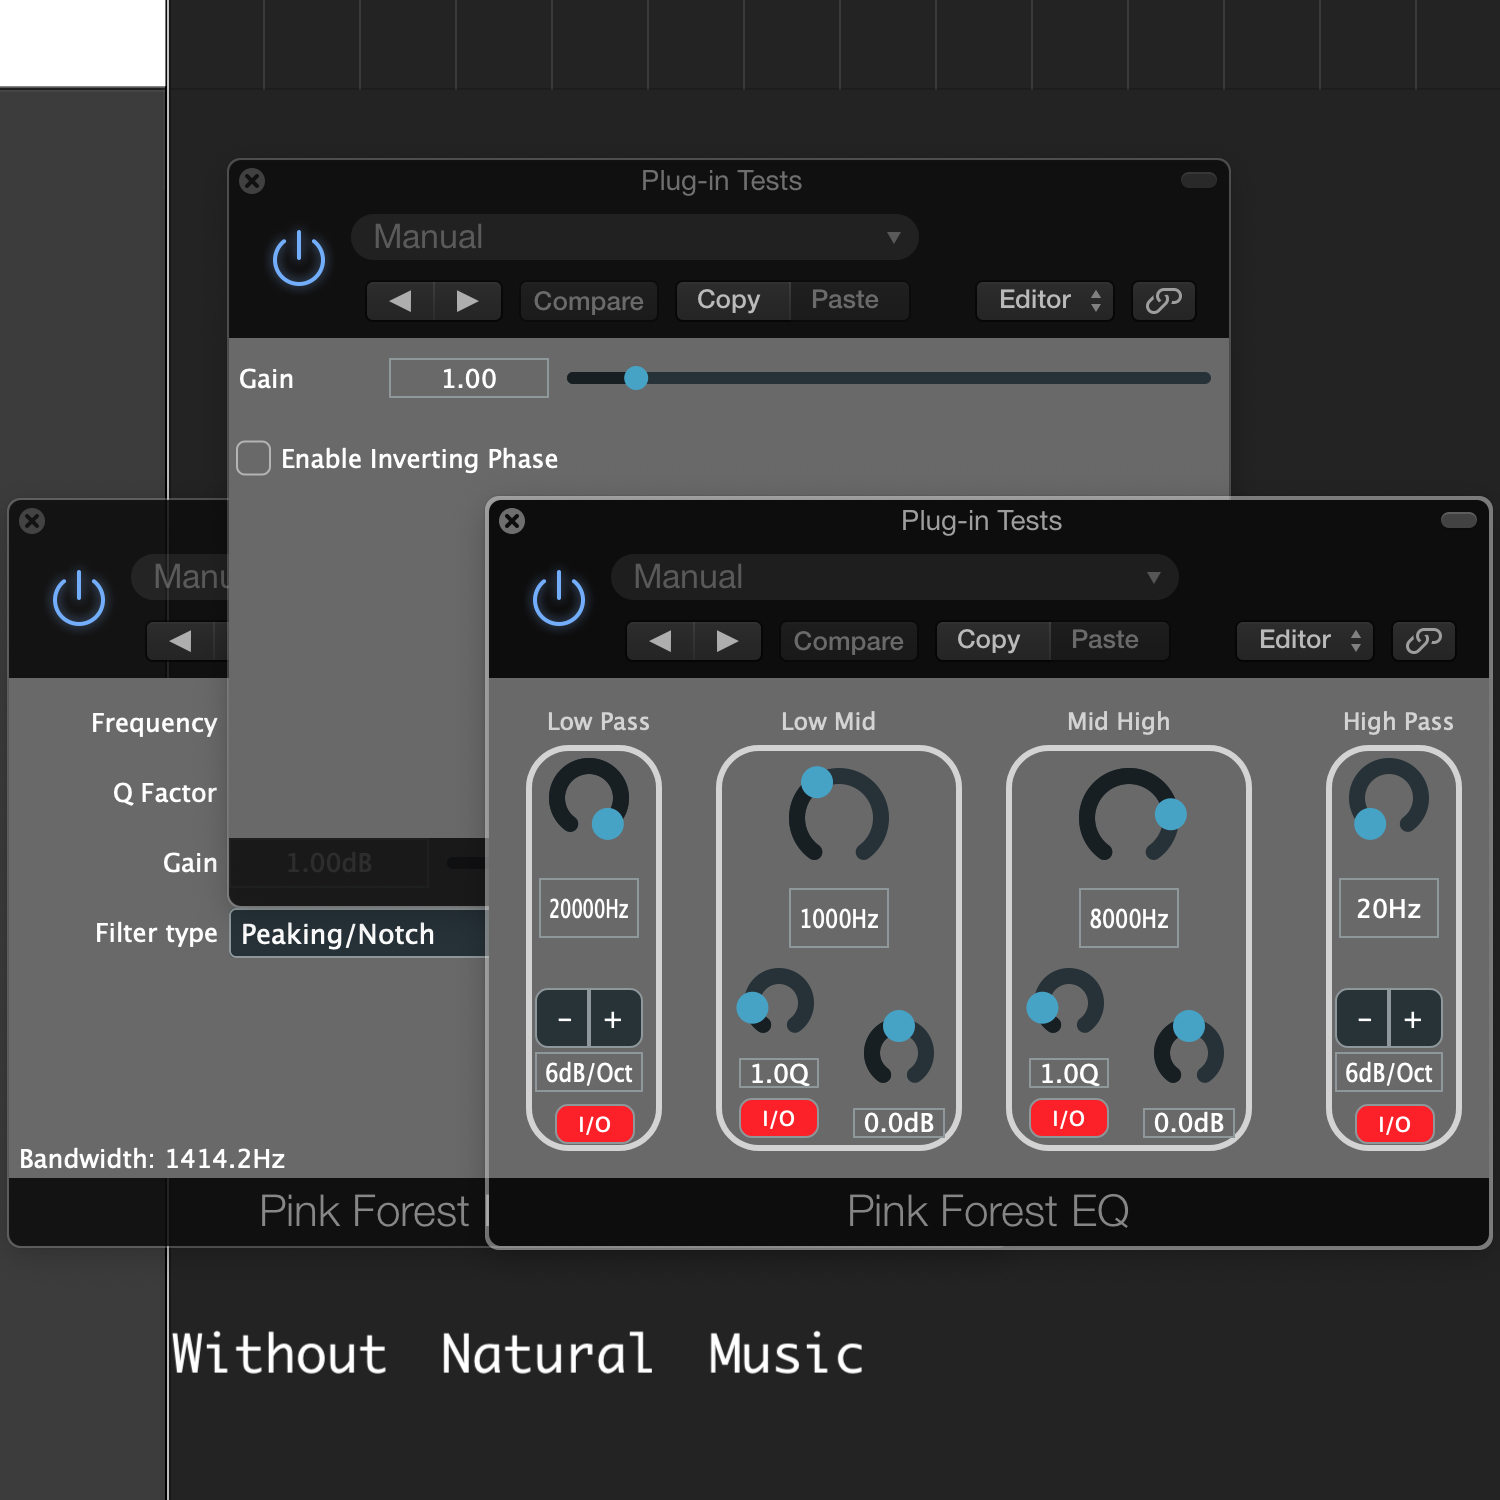 Plug-in Tests
Manual
Compare Copy Paste Editor
Gain 1.00
Enable Inverting Phase
Plug-in Tests
Manual
Compare Copy Paste Editor
Frequency
Q Factor
Gain 1.00dB
Filter type Peaking/Notch
Bandwidth: 1414.2Hz
Pink Forest
Low Pass Low Mid Mid High High Pass
20000Hz 1000Hz 8000Hz 20Hz
- + - +
6dB/Oct 1.0Q 1.0Q 6dB/Oct
I/O I/O 0.0dB I/O 0.0dB I/O
Pink Forest EQ
Without Natural Music